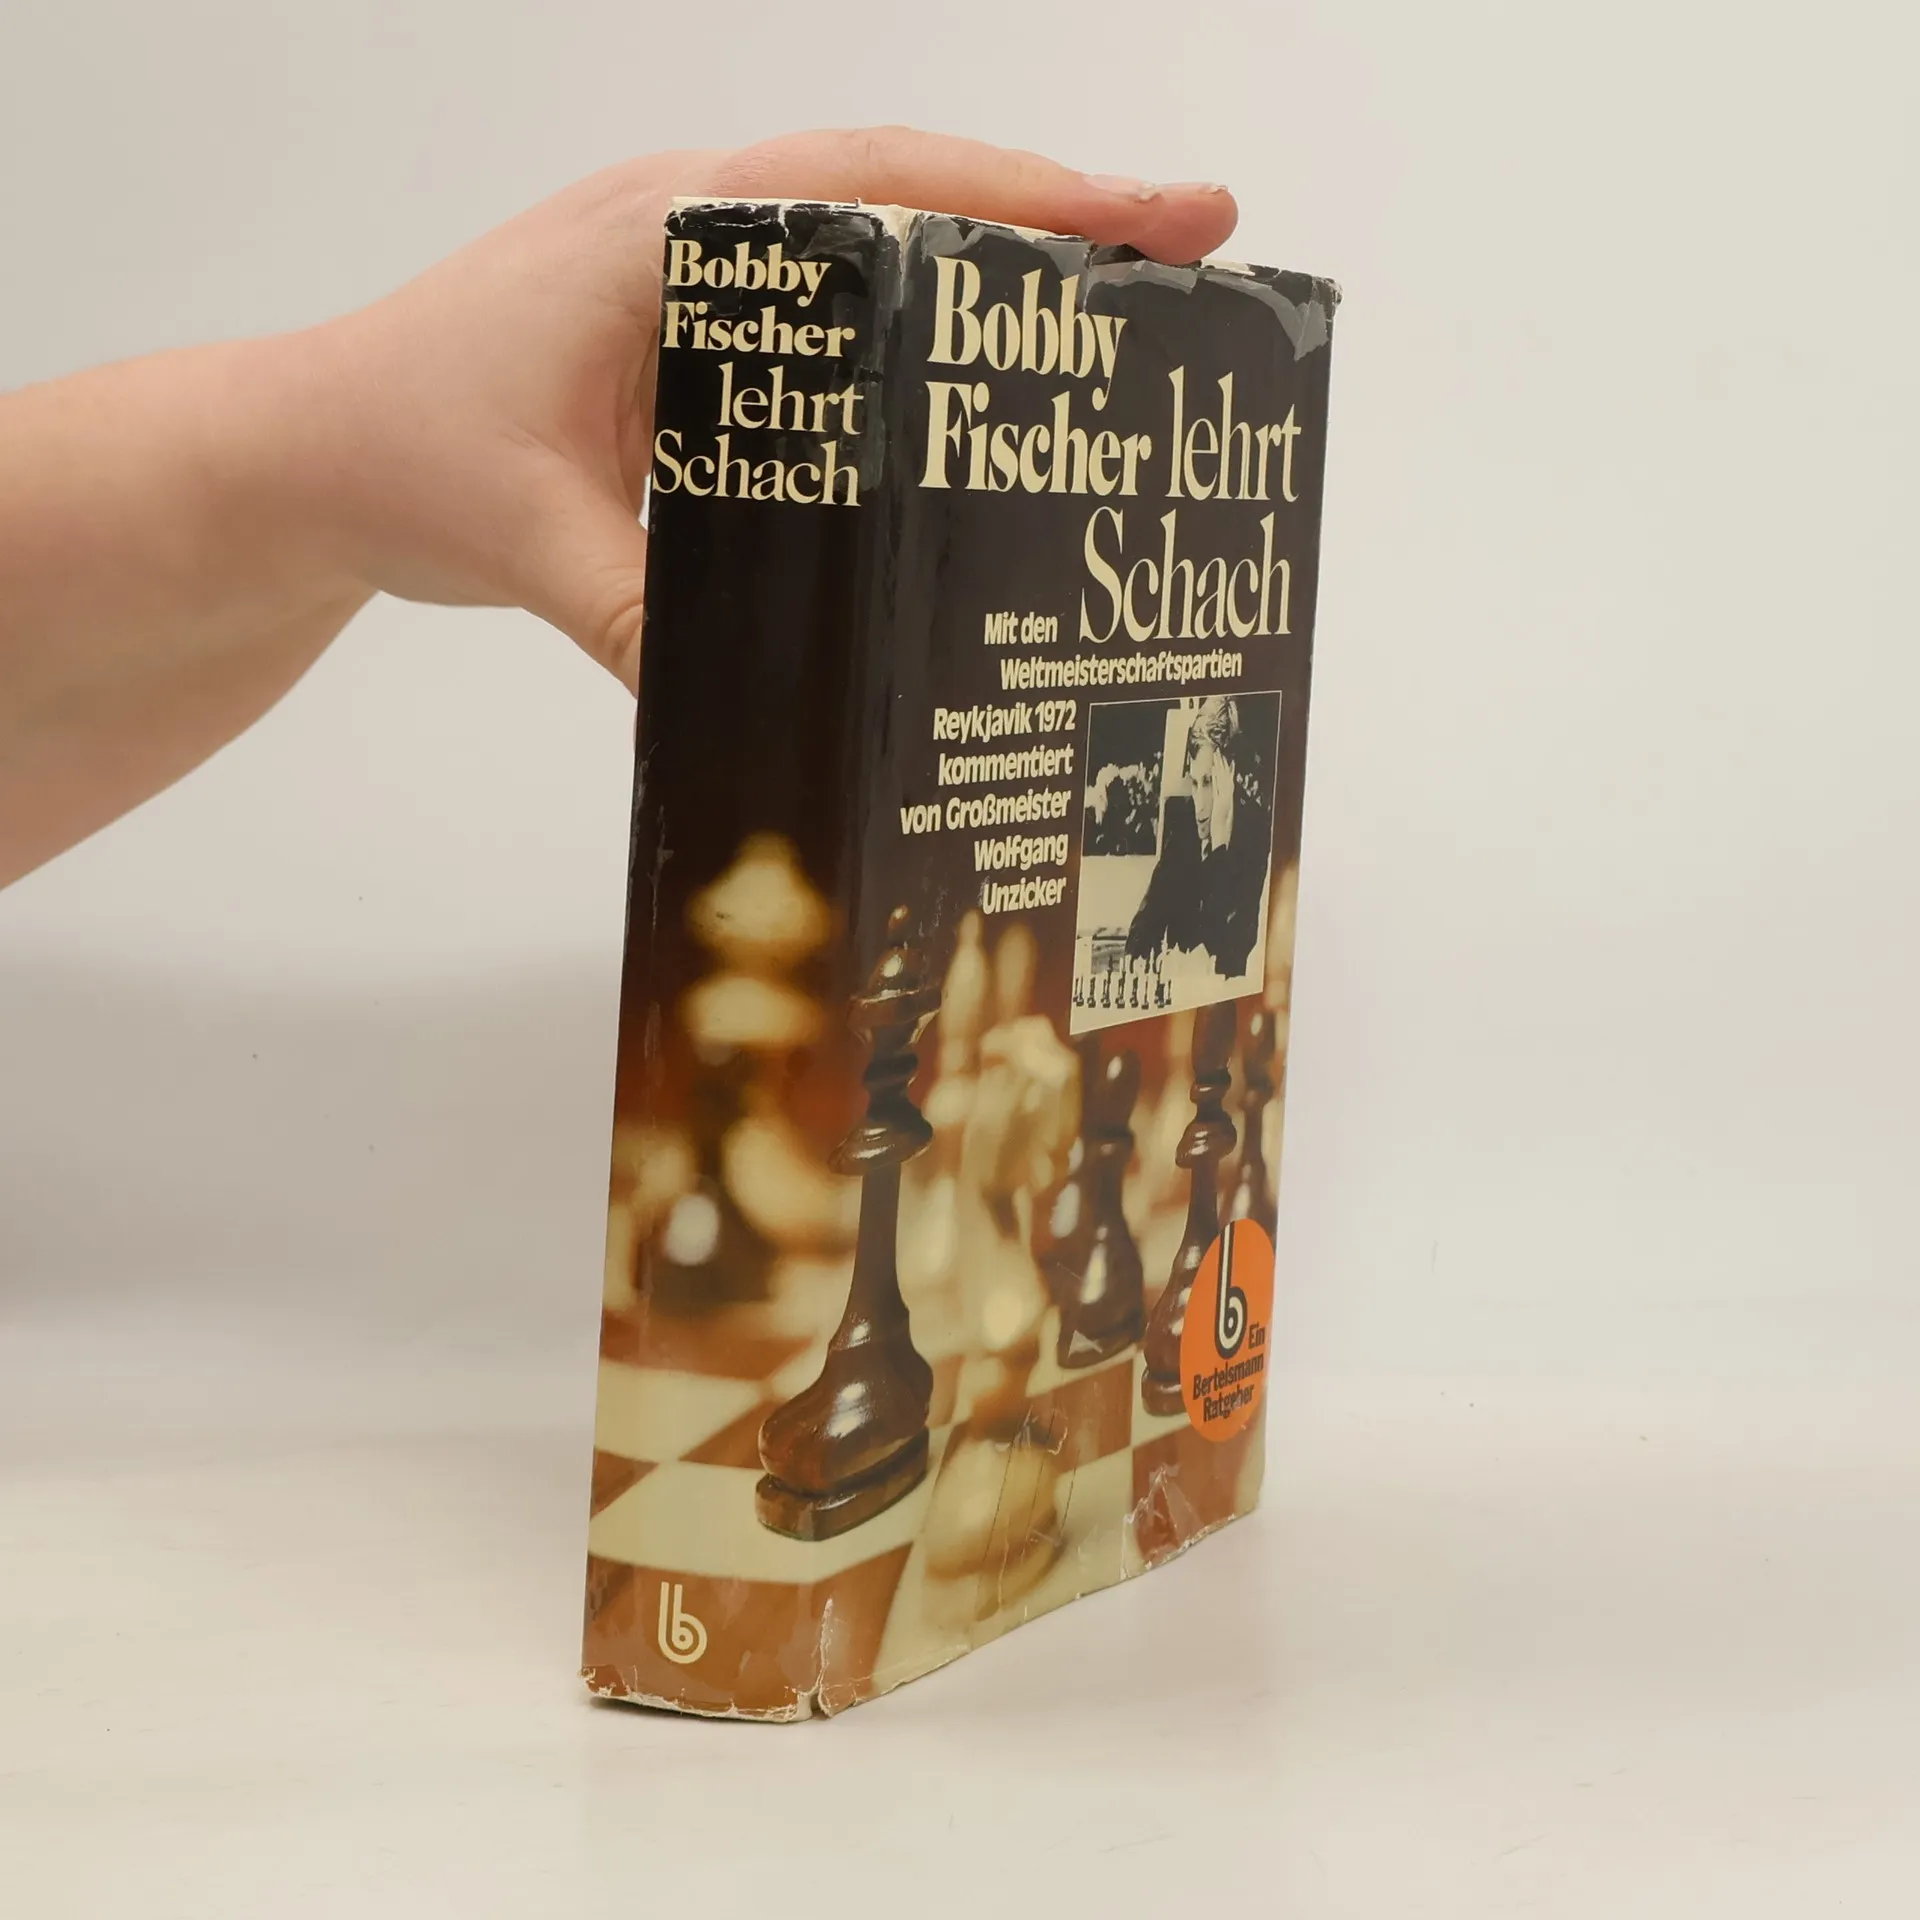 Bobby
Fischer
lehrt
Schach
b
Bobby
Fischer lehrt
Schach
Mit den
Weltmeisterschaftspartien
Reykjavik 1972
kommentiert
von Großmeister
Wolfgang
Unzicker
b Ein
Bertelsmann
Ratgeber